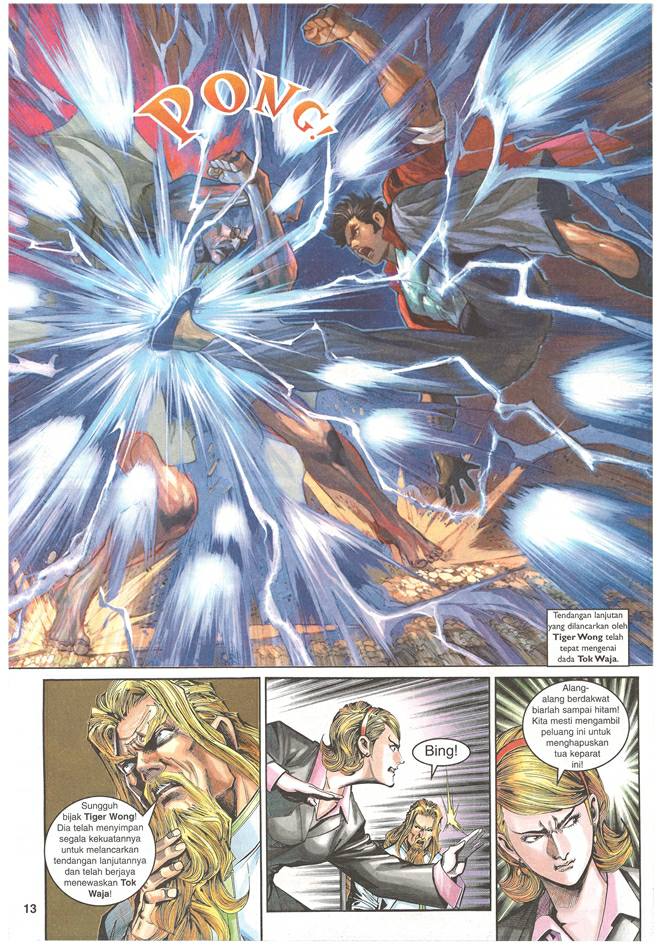 PONG!
Tendangan lanjutan
yang dilancarkan oleh
Tiger Wong telah
tepat mengenai
dada Tok Waja.
Sungguh
bijak Tiger Wong!
Dia telah menyimpan
segala kekuatannya
untuk melancarkan
tendangan lanjutannya
dan telah berjaya
menewaskan Tok
Waja!
Bing!
Alang-
alang berdakwat
biarlah sampai hitam!
Kita mesti mengambil
peluang ini untuk
menghapuskan
tua keparat
ini!
13